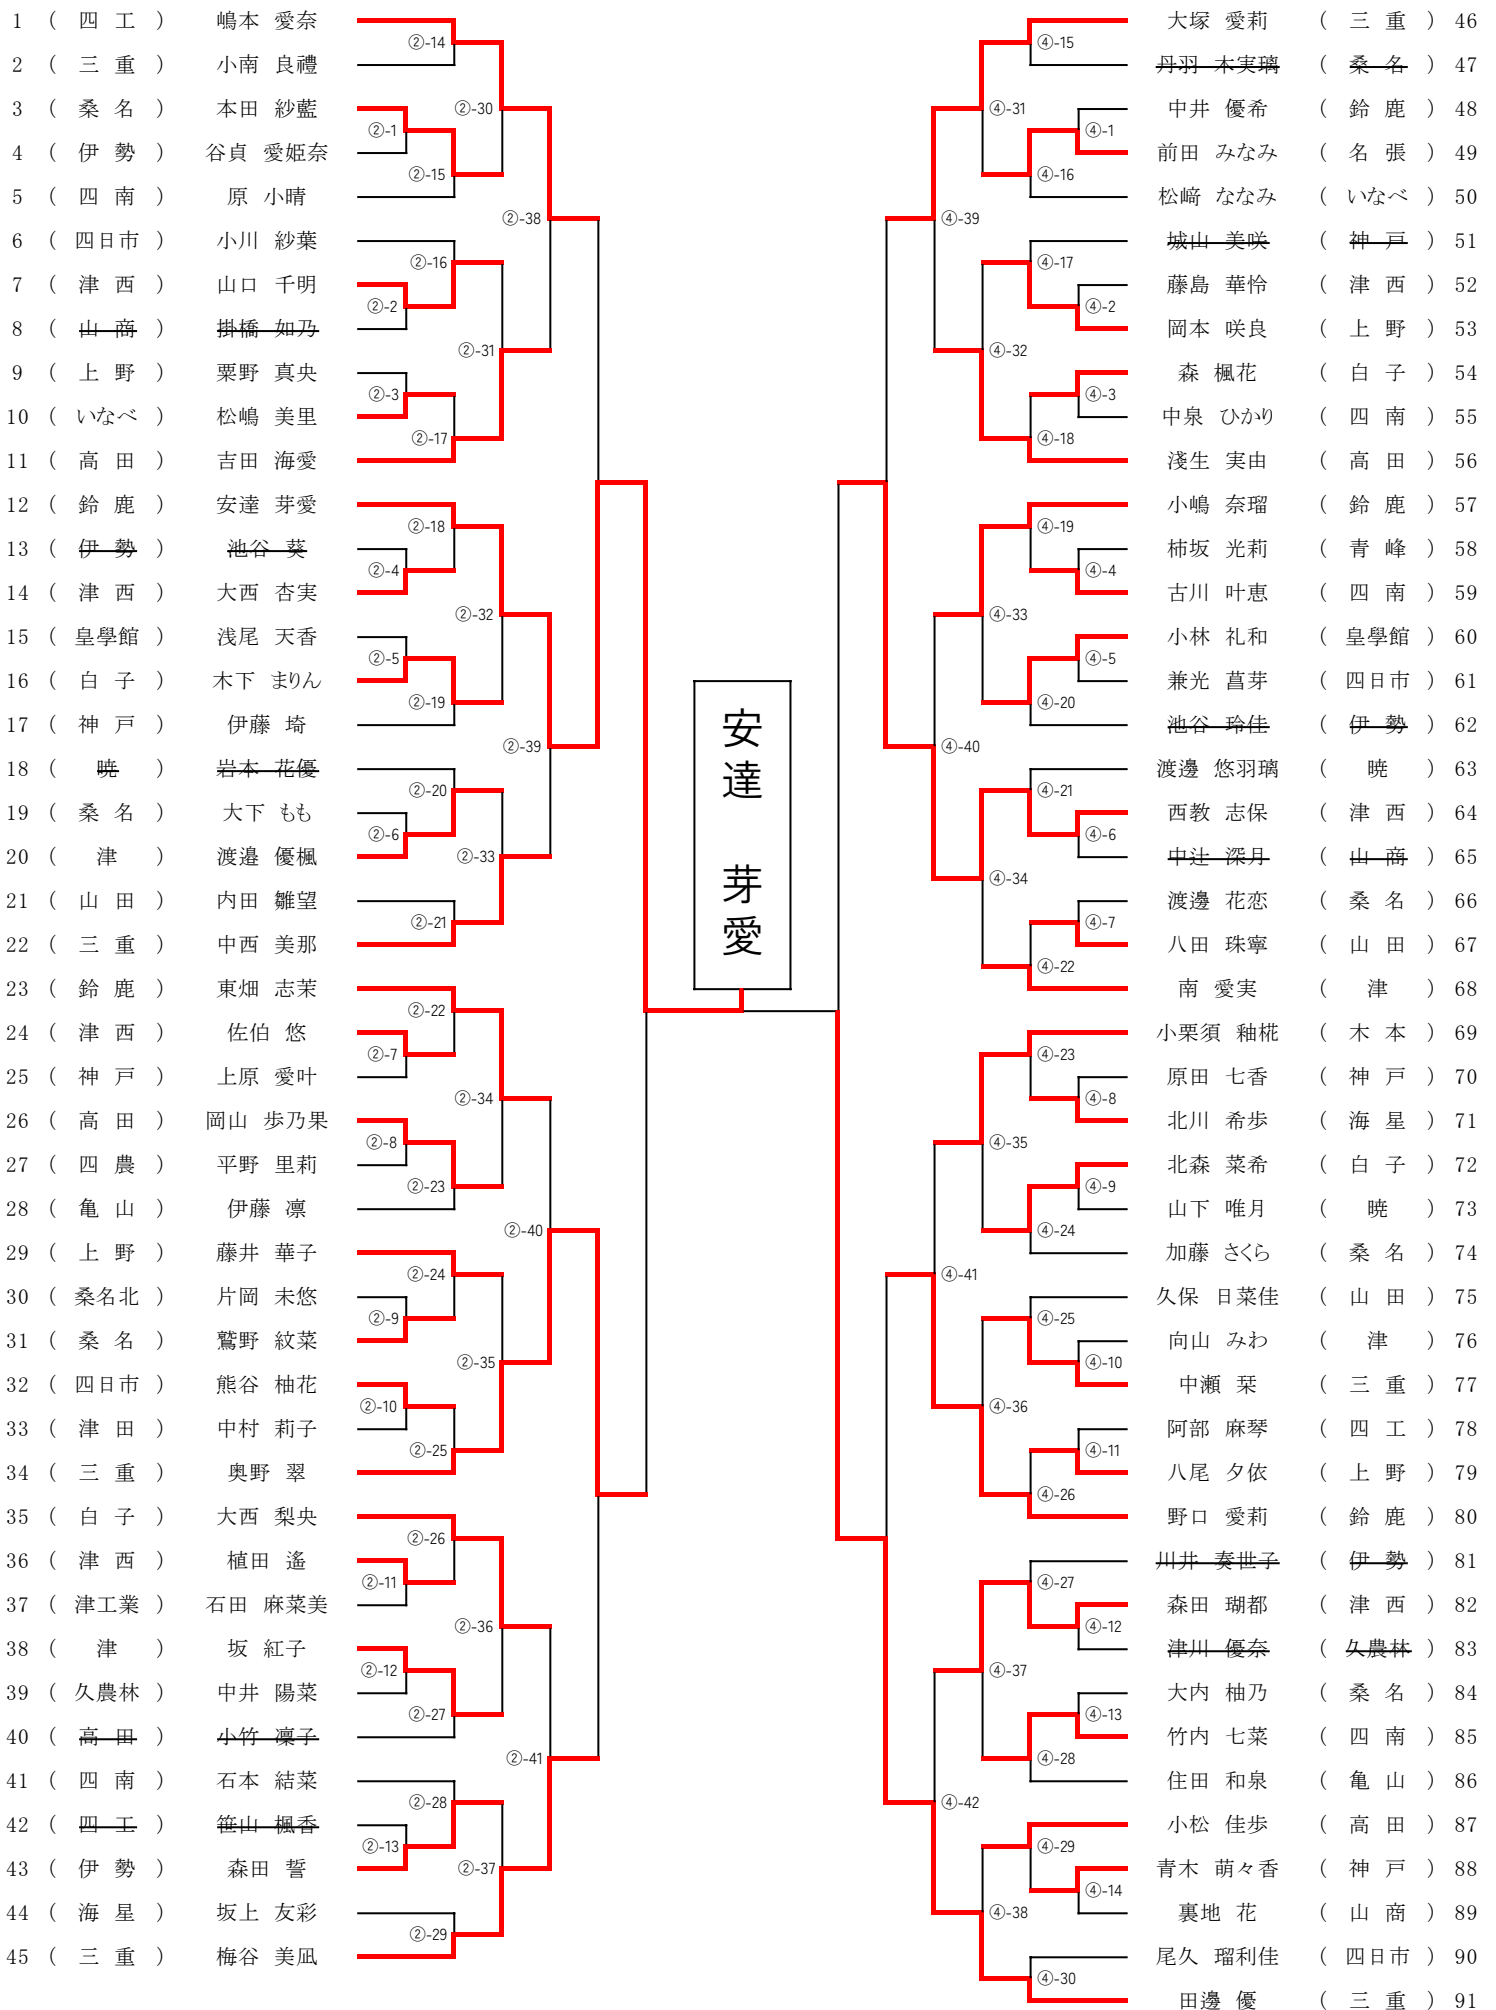 1 ( 四 工 ) 嶋本 愛奈
2 ( 三 重 ) 小南 良禮
3 ( 桑 名 ) 本田 紗藍
4 ( 伊 勢 ) 谷貞 愛姫奈
5 ( 四 南 ) 原 小晴
6 ( 四日市 ) 小川 紗葉
7 ( 津 西 ) 山口 千明
8 ( 山 商 ) 掛橋 如乃
9 ( 上 野 ) 栗野 真央
10 ( いなべ ) 松嶋 美里
11 ( 高 田 ) 吉田 海愛
12 ( 鈴 鹿 ) 安達 芽愛
13 ( 伊 勢 ) 池谷 葵
14 ( 津 西 ) 大西 杏実
15 ( 皇學館 ) 浅尾 天香
16 ( 白 子 ) 木下 まりん
17 ( 神 戸 ) 伊藤 埼
18 ( 暁 ) 岩本 花優
19 ( 桑 名 ) 大下 もも
20 ( 津 ) 渡邉 優楓
21 ( 山 田 ) 内田 雛望
22 ( 三 重 ) 中西 美那
23 ( 鈴 鹿 ) 東畑 志茉
24 ( 津 西 ) 佐伯 悠
25 ( 神 戸 ) 上原 愛叶
26 ( 高 田 ) 岡山 歩乃果
27 ( 四 農 ) 平野 里莉
28 ( 亀 山 ) 伊藤 凛
29 ( 上 野 ) 藤井 華子
30 ( 桑名北 ) 片岡 未悠
31 ( 桑 名 ) 鷲野 紋菜
32 ( 四日市 ) 熊谷 柚花
33 ( 津 田 ) 中村 莉子
34 ( 三 重 ) 奥野 翠
35 ( 白 子 ) 大西 梨央
36 ( 津 西 ) 植田 遙
37 ( 津工業 ) 石田 麻菜美
38 ( 津 ) 坂 紅子
39 ( 久農林 ) 中井 陽菜
40 ( 高 田 ) 小竹 凜子
41 ( 四 南 ) 石本 結菜
42 ( 四 工 ) 笹山 楓香
43 ( 伊 勢 ) 森田 誓
44 ( 海 星 ) 坂上 友彩
45 ( 三 重 ) 梅谷 美凪
②-1
②-2
②-3
②-4
②-5
②-6
②-7
②-8
②-9
②-10
②-11
②-12
②-13
②-14
②-15
②-16
②-17
②-18
②-19
②-20
②-21
②-22
②-23
②-24
②-25
②-26
②-27
②-28
②-29
②-30
②-31
②-32
②-33
②-34
②-35
②-36
②-37
②-38
②-39
②-40
②-41
安達 芽愛
④-39
④-40
④-41
④-42
④-31
④-32
④-33
④-34
④-35
④-36
④-37
④-38
④-15
④-16
④-17
④-18
④-19
④-20
④-21
④-22
④-23
④-24
④-25
④-26
④-27
④-28
④-29
④-30
④-1
④-2
④-3
④-4
④-5
④-6
④-7
④-8
④-9
④-10
④-11
④-12
④-13
④-14
大塚 愛莉 ( 三 重 ) 46
丹羽 木実璃 ( 桑 名 ) 47
中井 優希 ( 鈴 鹿 ) 48
前田 みなみ ( 名 張 ) 49
松﨑 ななみ ( いなべ ) 50
城山 美咲 ( 神 戸 ) 51
藤島 華怜 ( 津 西 ) 52
岡本 咲良 ( 上 野 ) 53
森 楓花 ( 白 子 ) 54
中泉 ひかり ( 四 南 ) 55
淺生 実由 ( 高 田 ) 56
小嶋 奈瑠 ( 鈴 鹿 ) 57
柿坂 光莉 ( 青 峰 ) 58
古川 叶恵 ( 四 南 ) 59
小林 礼和 ( 皇學館 ) 60
兼光 菖芽 ( 四日市 ) 61
池谷 玲佳 ( 伊 勢 ) 62
渡邊 悠羽璃 ( 暁 ) 63
西教 志保 ( 津 西 ) 64
中辻 深月 ( 山 商 ) 65
渡邊 花恋 ( 桑 名 ) 66
八田 珠寧 ( 山 田 ) 67
南 愛実 ( 津 ) 68
小栗須 釉椛 ( 木 本 ) 69
原田 七香 ( 神 戸 ) 70
北川 希歩 ( 海 星 ) 71
北森 菜希 ( 白 子 ) 72
山下 唯月 ( 暁 ) 73
加藤 さくら ( 桑 名 ) 74
久保 日菜佳 ( 山 田 ) 75
向山 みわ ( 津 ) 76
中瀬 栞 ( 三 重 ) 77
阿部 麻琴 ( 四 工 ) 78
八尾 夕依 ( 上 野 ) 79
野口 愛莉 ( 鈴 鹿 ) 80
川井 奏世子 ( 伊 勢 ) 81
森田 瑚都 ( 津 西 ) 82
津川 優奈 ( 久農林 ) 83
大内 柚乃 ( 桑 名 ) 84
竹内 七菜 ( 四 南 ) 85
住田 和泉 ( 亀 山 ) 86
小松 佳歩 ( 高 田 ) 87
青木 萌々香 ( 神 戸 ) 88
裏地 花 ( 山 商 ) 89
尾久 瑠利佳 ( 四日市 ) 90
田邊 優 ( 三 重 ) 91